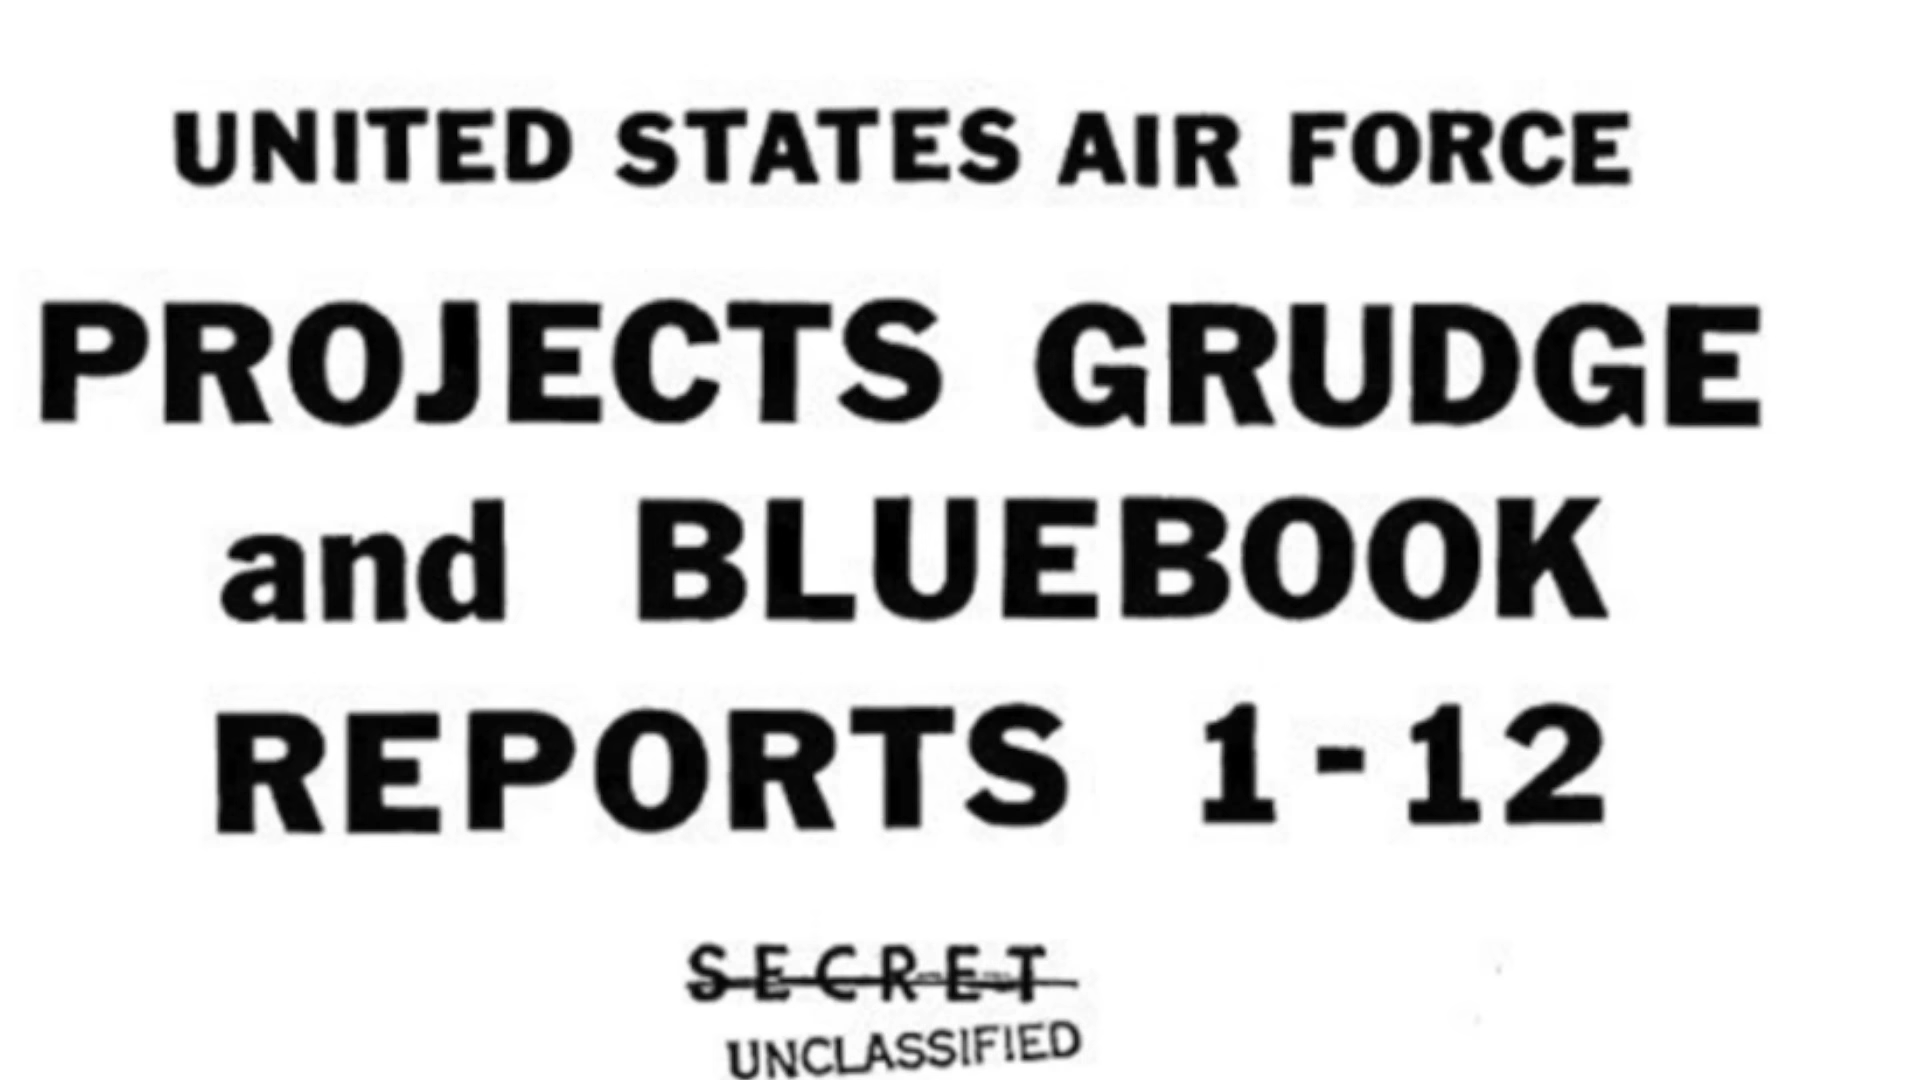 UNITED STATES AIR FORCE
PROJECTS GRUDGE
and BLUEBOOK
REPORTS 1-12
SECRET
UNCLASSIFIED